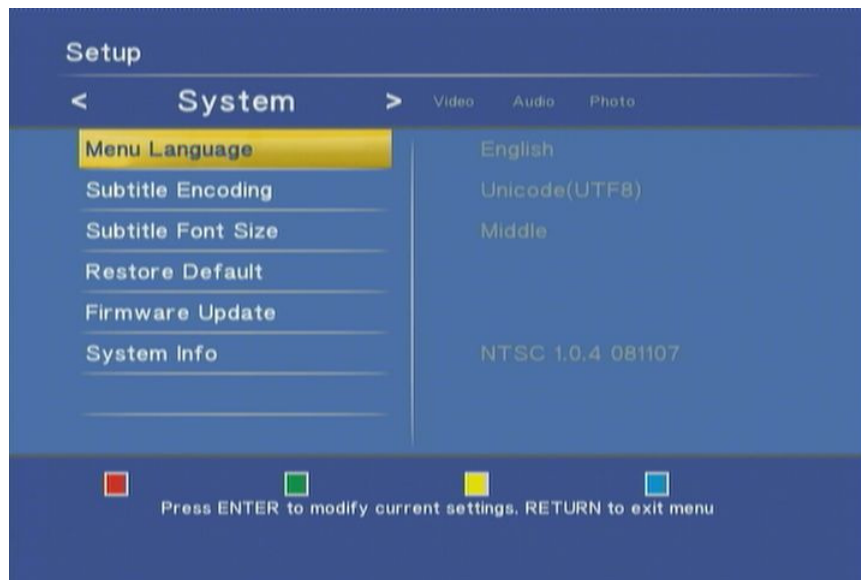 Setup
< System > Video Audio Photo
Menu Language English
Subtitle Encoding Unicode(UTF8)
Subtitle Font Size Middle
Restore Default
Firmware Update
System Info NTSC 1.0.4 081107
Press ENTER to modify current settings, RETURN to exit menu